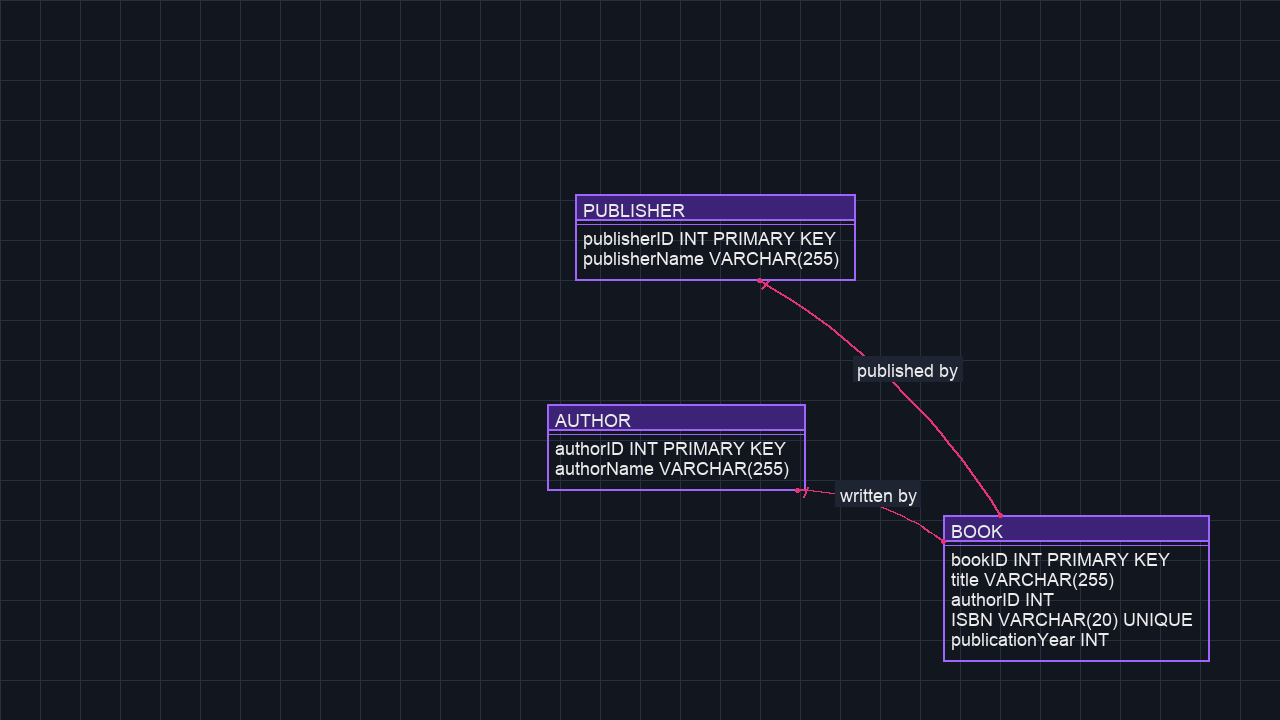 PUBLISHER
publisherID INT PRIMARY KEY
publisherName VARCHAR(255)
published by
AUTHOR
authorID INT PRIMARY KEY
authorName VARCHAR(255)
written by
BOOK
bookID INT PRIMARY KEY
title VARCHAR(255)
authorID INT
ISBN VARCHAR(20) UNIQUE
publicationYear INT